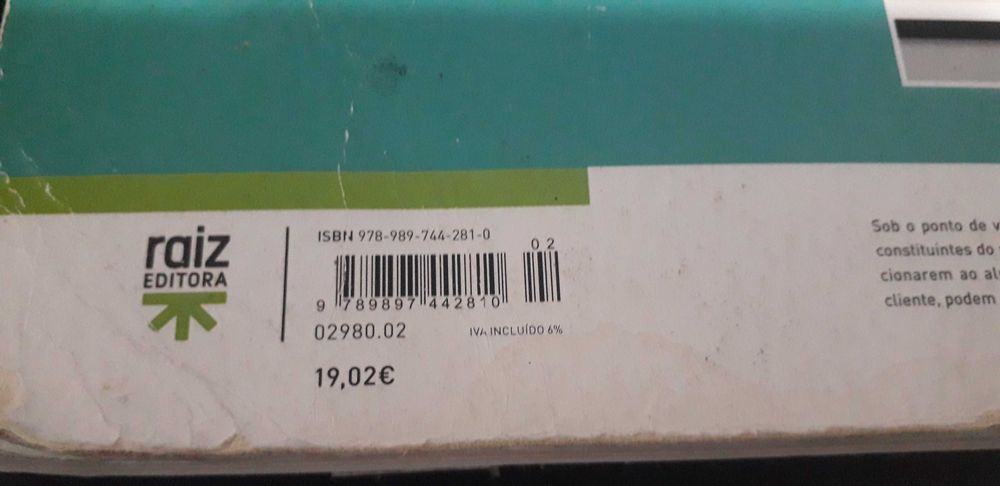 raiz
EDITORA
ISBN 978-989-744-281-0
0 2
9 789897 442810
02980.02
IVA INCLUÍDO 6%
19,02€
Sob o ponto de
constituintes do
cionarem ao
cliente, podem